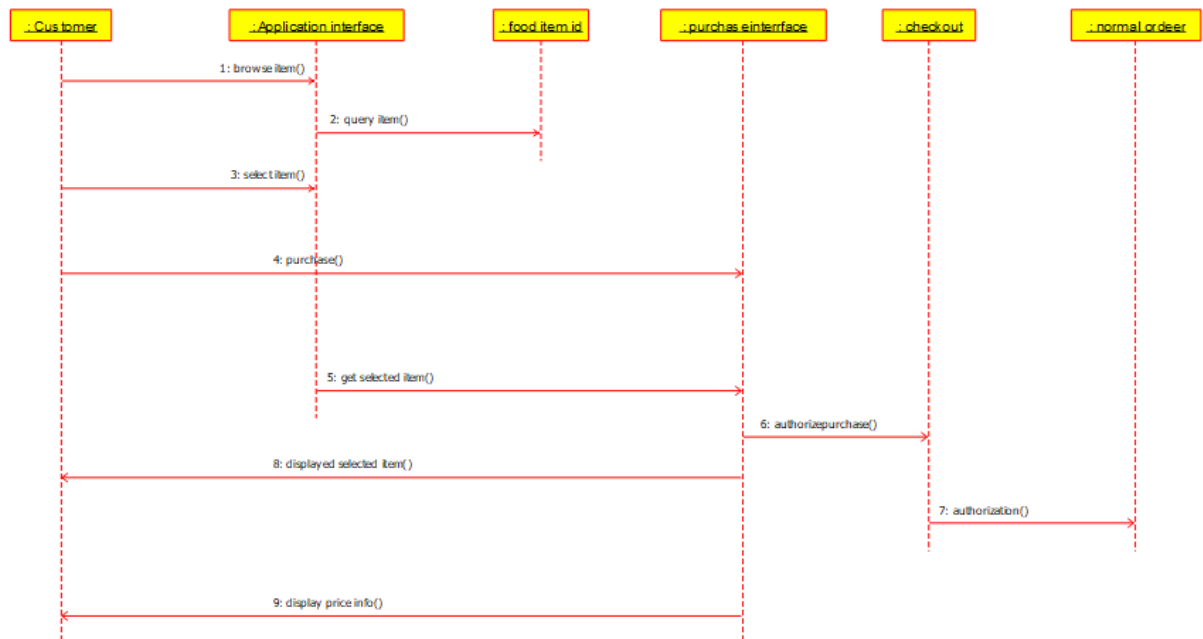 : Customer
: Application interface
: food item id
: purchas einterrface
: checkout
: normal ordeer
1: browse item()
2: query item()
3: select item()
4: purchase()
5: get selected item()
6: authorizepurchase()
8: displayed selected item()
7: authorization()
9: display price info()